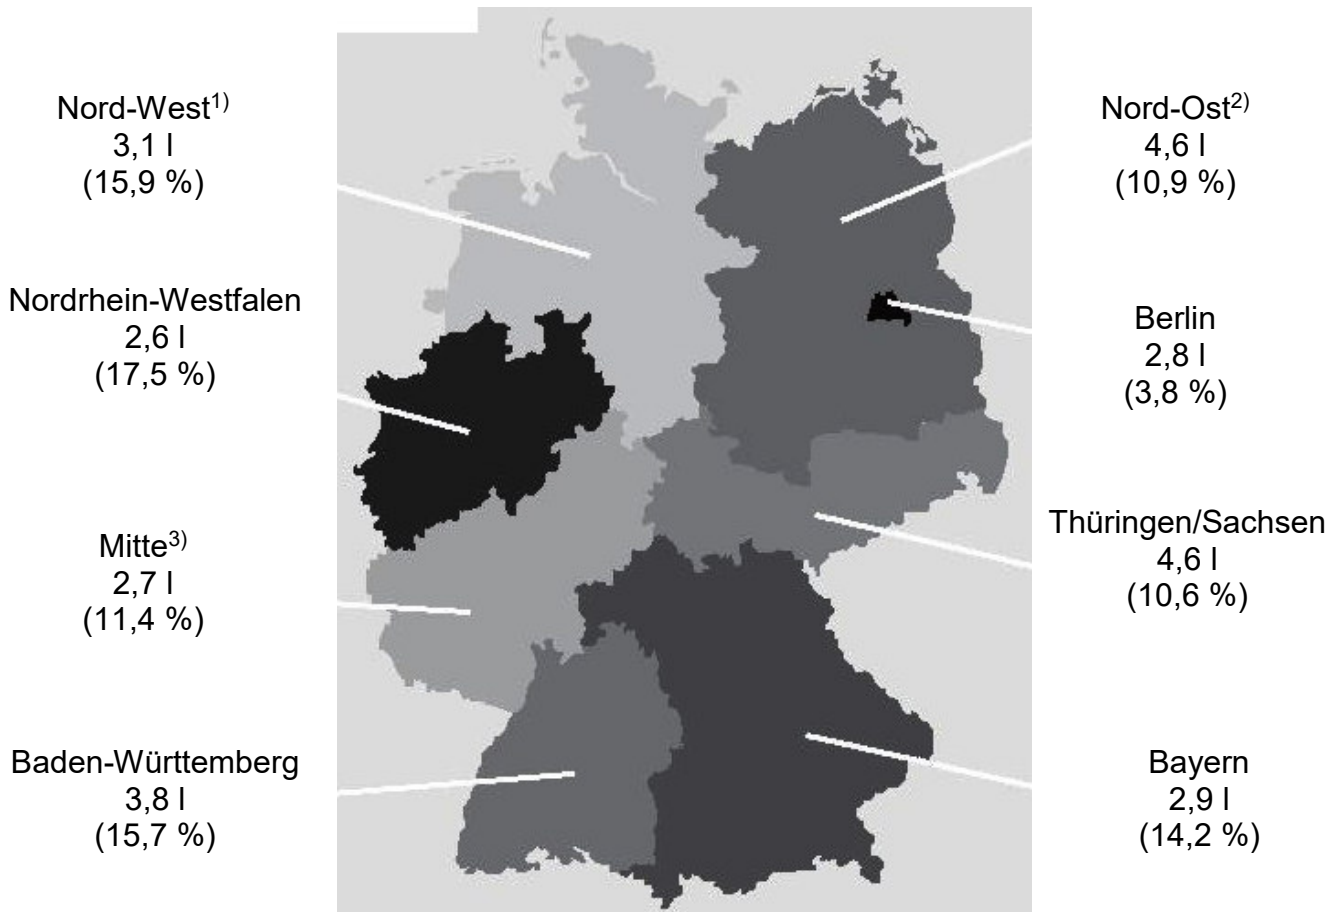 Nord-West1)
3,1 l
(15,9 %)
Nordrhein-Westfalen
2,6 l
(17,5 %)
Mitte3)
2,7 l
(11,4 %)
Baden-Württemberg
3,8 l
(15,7 %)
Nord-Ost2)
4,6 l
(10,9 %)
Berlin
2,8 l
(3,8 %)
Thüringen/Sachsen
4,6 l
(10,6 %)
Bayern
2,9 l
(14,2 %)